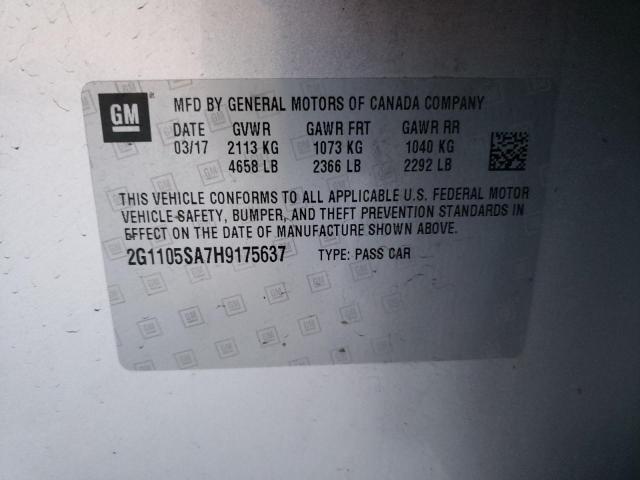 GM
MFD BY GENERAL MOTORS OF CANADA COMPANY
DATE GVWR GAWR FRT GAWR RR
03/17 2113 KG 1073 KG 1040 KG
4658 LB 2366 LB 2292 LB
THIS VEHICLE CONFORMS TO ALL APPLICABLE U.S. FEDERAL MOTOR
VEHICLE SAFETY, BUMPER, AND THEFT PREVENTION STANDARDS IN
EFFECT ON THE DATE OF MANUFACTURE SHOWN ABOVE.
2G1105SA7H9175637 TYPE: PASS CAR